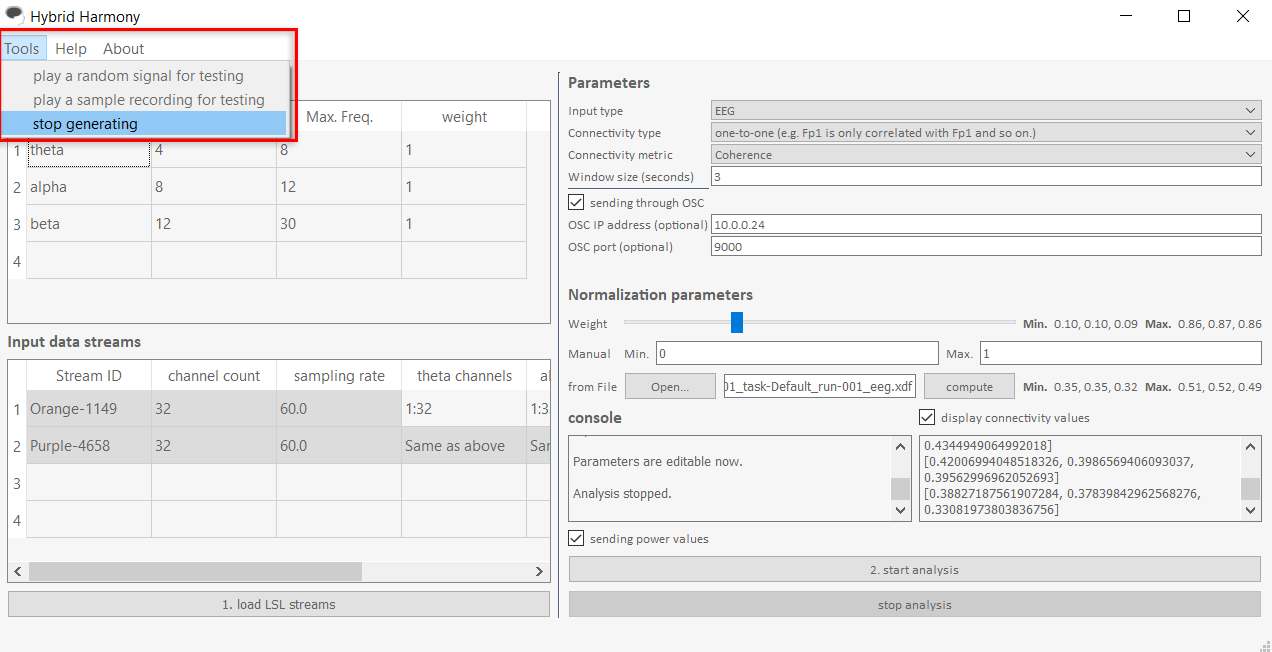 Hybrid Harmony
Tools Help About
play a random signal for testing
play a sample recording for testing
stop generating
Max. Freq. weight
1 theta 4 8 1
2 alpha 8 12 1
3 beta 12 30 1
4
Input data streams
Stream ID channel count sampling rate theta channels al
1 Orange-1149 32 60.0 1:32 1:3
2 Purple-4658 32 60.0 Same as above Sar
3
4
1. load LSL streams
Parameters
Input type EEG
Connectivity type one-to-one (e.g. Fp1 is only correlated with Fp1 and so on.)
Connectivity metric Coherence
Window size (seconds) 3
sending through OSC
OSC IP address (optional) 10.0.0.24
OSC port (optional) 9000
Normalization parameters
Weight Min. 0.10, 0.10, 0.09 Max. 0.86, 0.87, 0.86
Manual Min. 0 Max. 1
from File Open... 01_task-Default_run-001_eeg.xdf compute Min. 0.35, 0.35, 0.32 Max. 0.51, 0.52, 0.49
console
display connectivity values
Parameters are editable now.
Analysis stopped.
0.4344949064992018]
[0.42006940485183​26, 0.3986569406093037,
0.39562996962052693]
[0.38827187561907284, 0.37839842962568276,
0.33081973803836756]
sending power values
2. start analysis
stop analysis